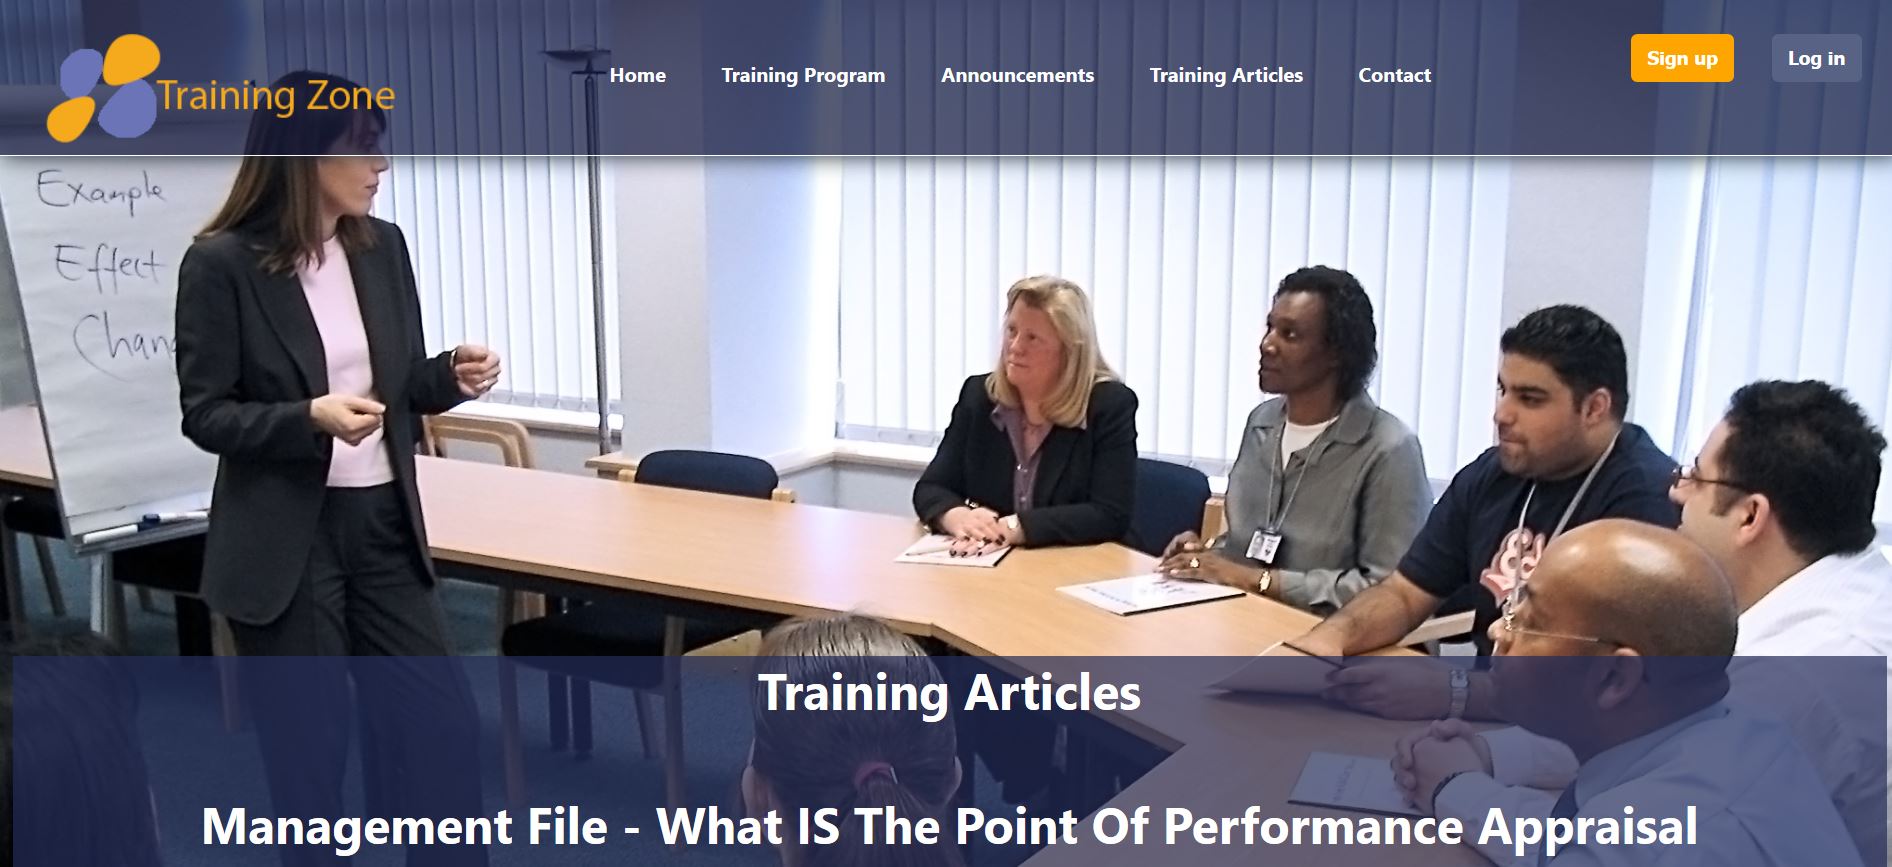 Training Zone
Home
Training Program
Announcements
Training Articles
Contact
Sign up
Log in
Example
Effect
Training Articles
Management File - What IS The Point Of Performance Appraisal